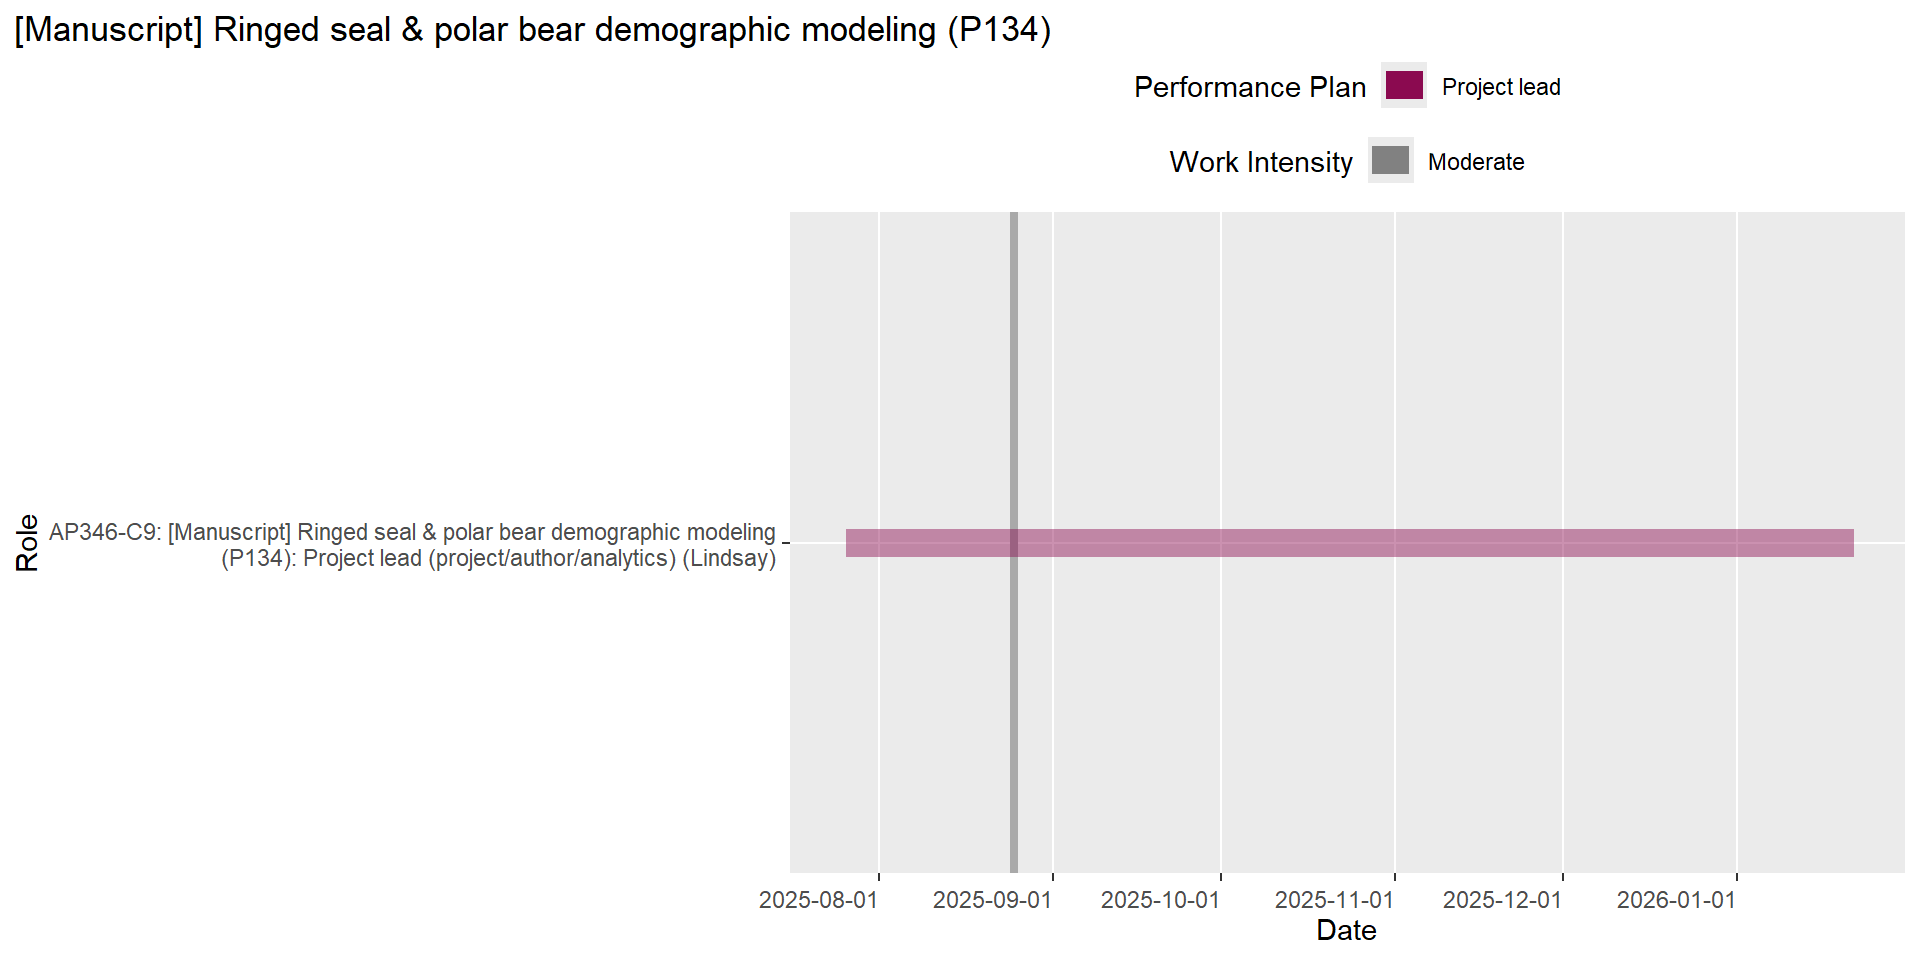 [Manuscript] Ringed seal & polar bear demographic modeling (P134)
Performance Plan
Project lead
Work Intensity
Moderate
Role
AP346-C9: [Manuscript] Ringed seal & polar bear demographic modeling
(P134): Project lead (project/author/analytics) (Lindsay)
2025-08-01
2025-09-01
2025-10-01
2025-11-01
2025-12-01
2026-01-01
Date